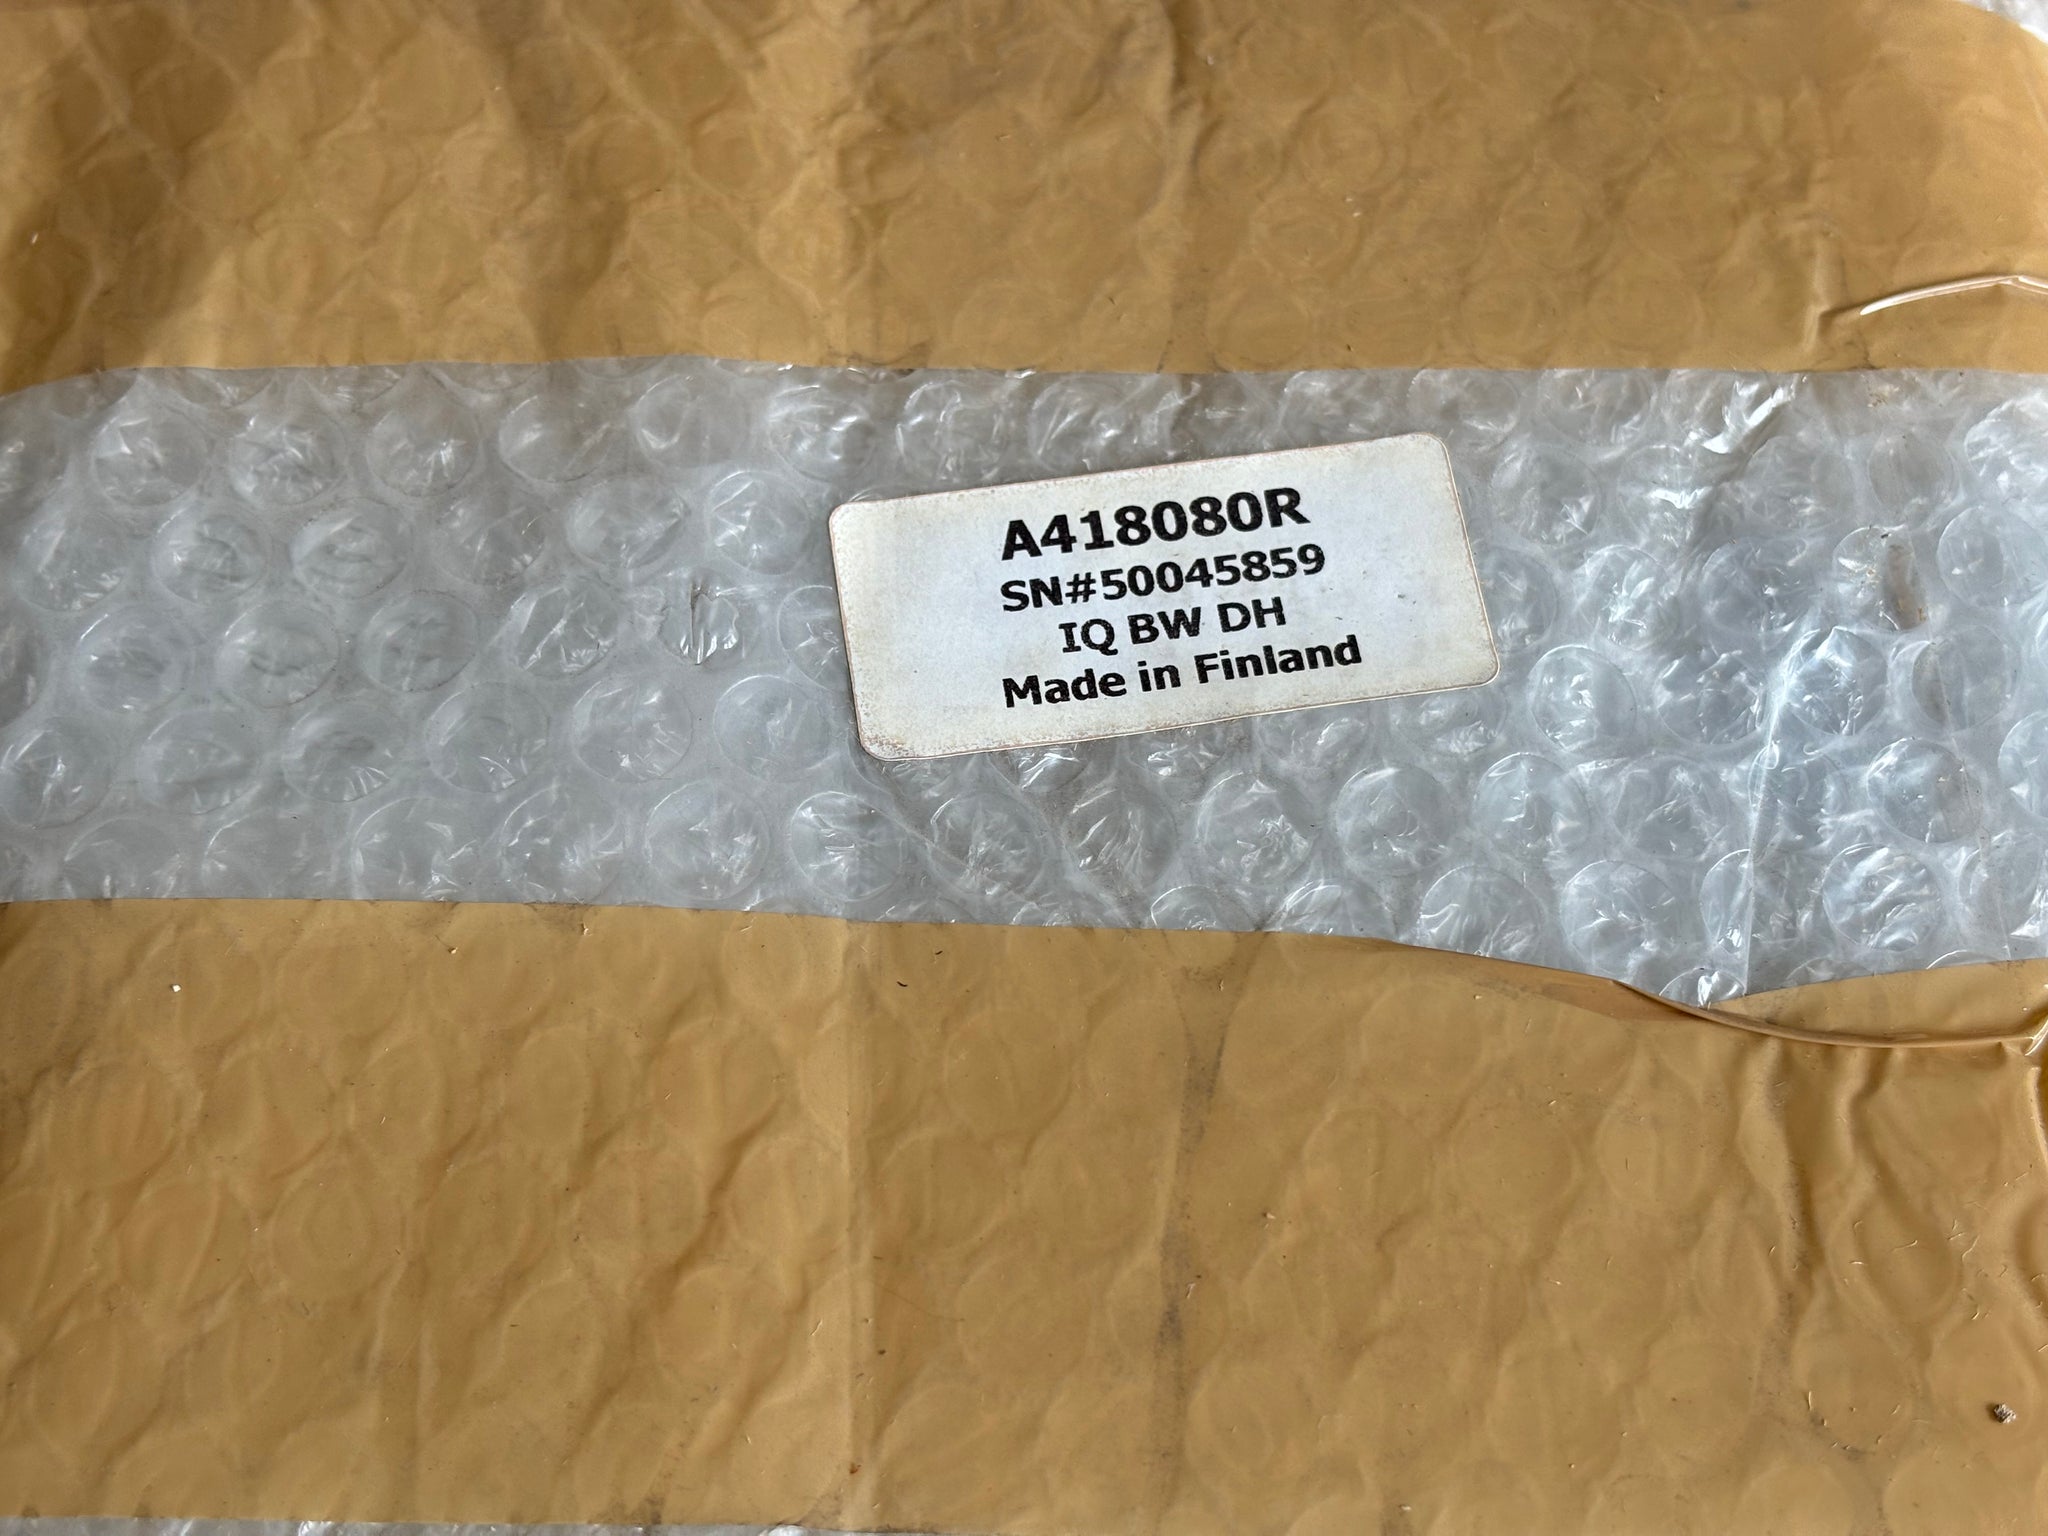 A418080R
SN#50045859
IQ BW DH
Made in Finland